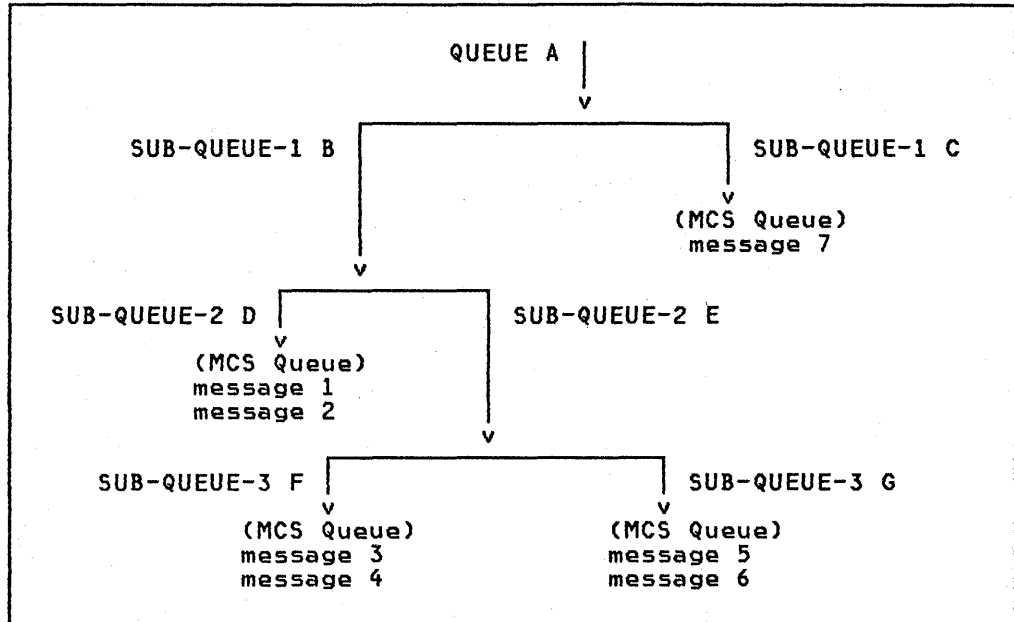 QUEUE A
SUB-QUEUE-1 B
SUB-QUEUE-1 C
(MCS Queue)
message 7
SUB-QUEUE-2 D
SUB-QUEUE-2 E
(MCS Queue)
message 1
message 2
SUB-QUEUE-3 F
SUB-QUEUE-3 G
(MCS Queue)
message 3
message 4
(MCS Queue)
message 5
message 6